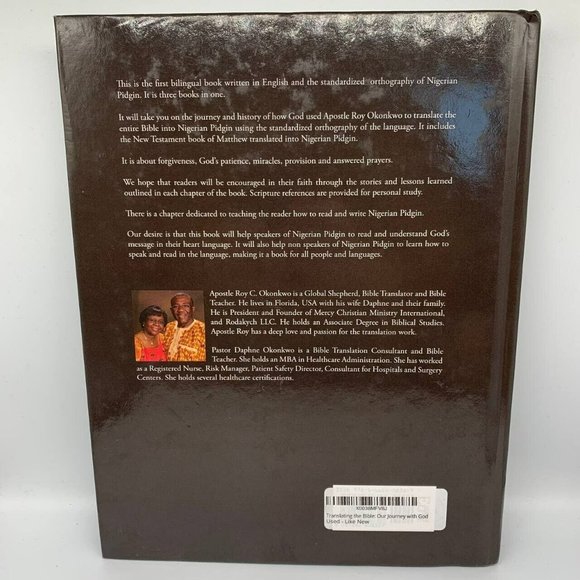 This is the first bilingual book written in English and the standardized orthography of Nigerian
Pidgin. It is three books in one.
It will take you on the journey and history of how God used Apostle Roy Okonkwo to translate the
entire Bible into Nigerian Pidgin using the standardized orthography of the language. It includes
the New Testament book of Matthew translated into Nigerian Pidgin.
It is about forgiveness, God's patience, miracles, provision and answered prayers.
We hope that readers will be encouraged in their faith through the stories and lessons learned
outlined in each chapter of the book. Scripture references are provided for personal study.
There is a chapter dedicated to teaching the reader how to read and write Nigerian Pidgin.
Our desire is that this book will help speakers of Nigerian Pidgin to read and understand God's
message in their heart language. It will also help non speakers of Nigerian Pidgin to learn how to
speak and read in the language, making it a book for all people and languages.
Apostle Roy C. Okonkwo is a Global Shepherd, Bible Translator and Bible
Teacher. He lives in Florida, USA with his wife Daphne and their family.
He is President and Founder of Mercy Christian Ministry International,
and Rodakych LLC. He holds an Associate Degree in Biblical Studies.
Apostle Roy has a deep love and passion for the translation work.
Pastor Daphne Okonkwo is a Bible Translation Consultant and Bible
Teacher. She holds an MBA in Healthcare Administration. She has worked
as a Registered Nurse, Risk Manager, Patient Safety Director, Consultant for Hospitals and Surgery
Centers. She holds several healthcare certifications.
Translating the Bible: Our Journey with God
Used - Like New